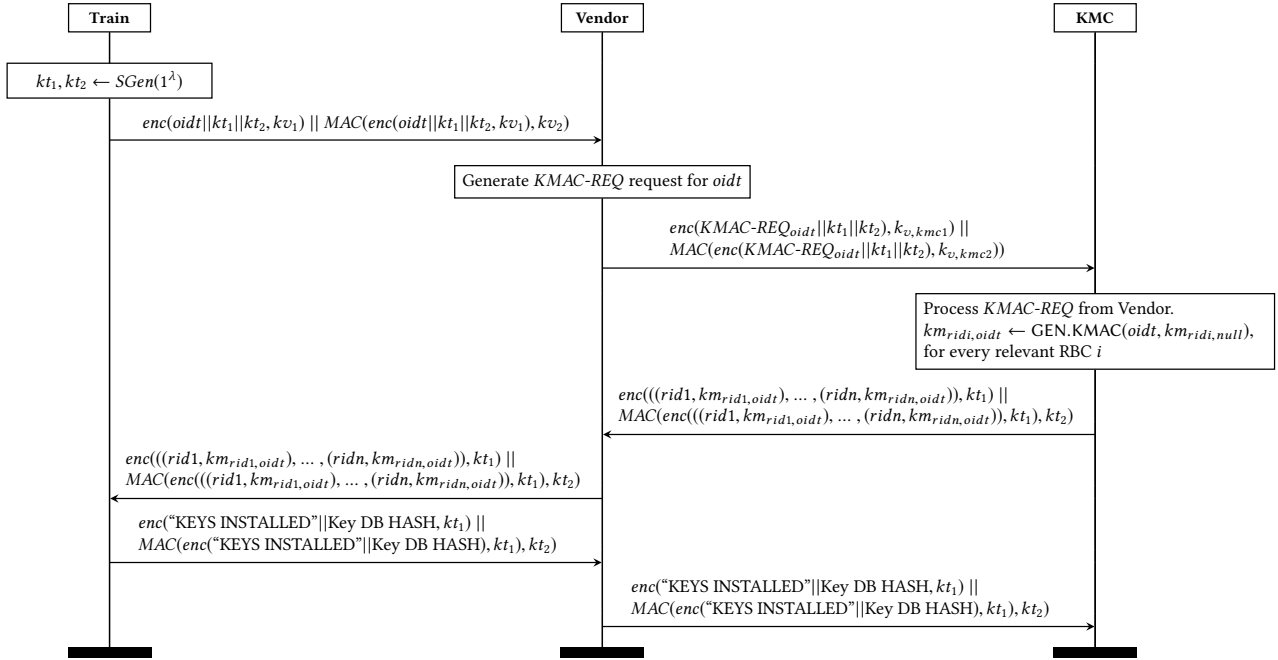 Train
Vendor
KMC
kt₁, kt₂ ← SGen(1^λ)
enc(oidt||kt₁||kt₂, kv₁) || MAC(enc(oidt||kt₁||kt₂, kv₁), kv₂)
Generate KMAC-REQ request for oidt
enc(KMAC-REQ_oidt||kt₁||kt₂), k_v,kmc1) ||
MAC(enc(KMAC-REQ_oidt||kt₁||kt₂), k_v,kmc2))
Process KMAC-REQ from Vendor.
km_ridi,oidt ← GEN.KMAC(oidt, km_ridi,null),
for every relevant RBC i
enc(((rid1, km_rid1,oidt), … , (ridn, km_ridn,oidt)), kt₁) ||
MAC(enc(((rid1, km_rid1,oidt), … , (ridn, km_ridn,oidt)), kt₁), kt₂)
enc(((rid1, km_rid1,oidt), … , (ridn, km_ridn,oidt)), kt₁) ||
MAC(enc(((rid1, km_rid1,oidt), … , (ridn, km_ridn,oidt)), kt₁), kt₂)
enc(“KEYS INSTALLED”||Key DB HASH, kt₁) ||
MAC(enc(“KEYS INSTALLED”||Key DB HASH), kt₁), kt₂)
enc(“KEYS INSTALLED”||Key DB HASH, kt₁) ||
MAC(enc(“KEYS INSTALLED”||Key DB HASH), kt₁), kt₂)